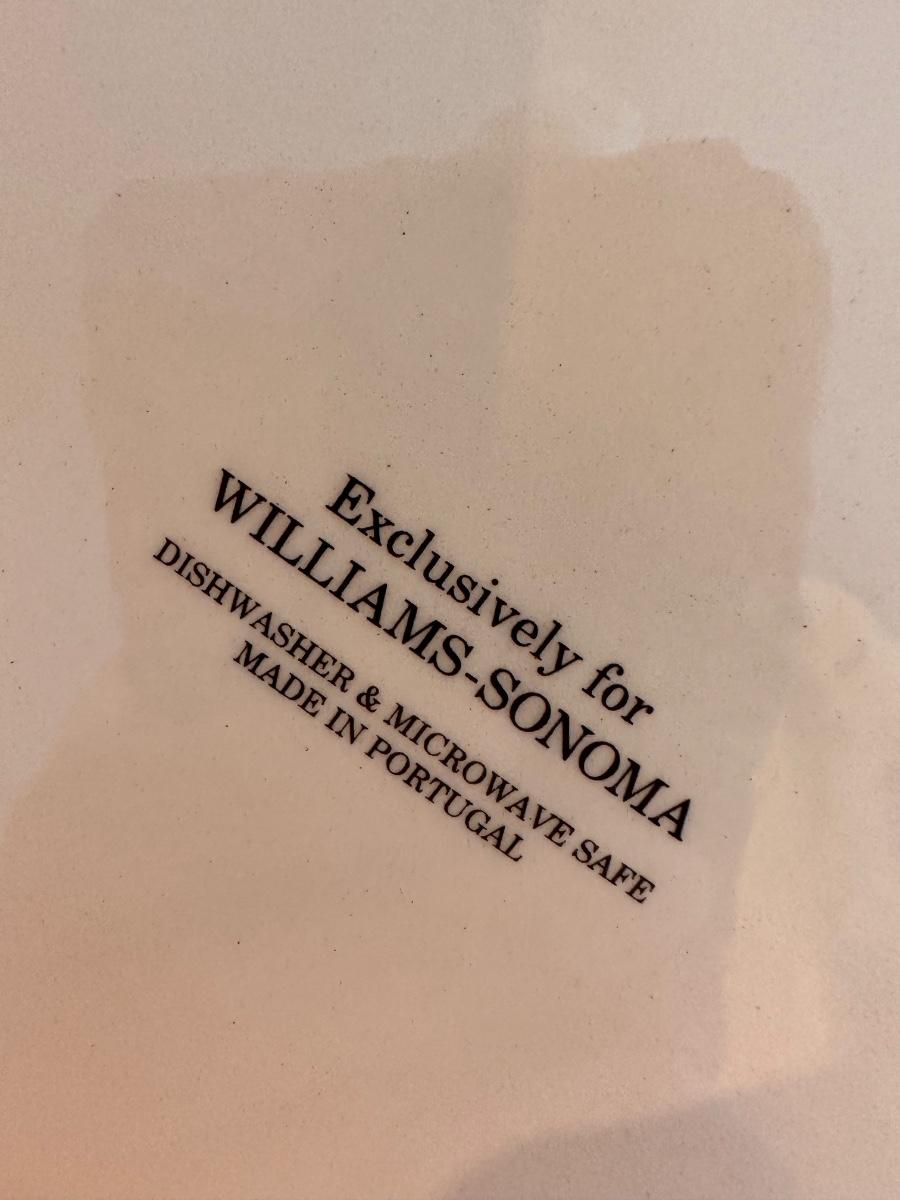 Exclusively for
WILLIAMS-SONOMA
DISHWASHER & MICROWAVE SAFE
MADE IN PORTUGAL